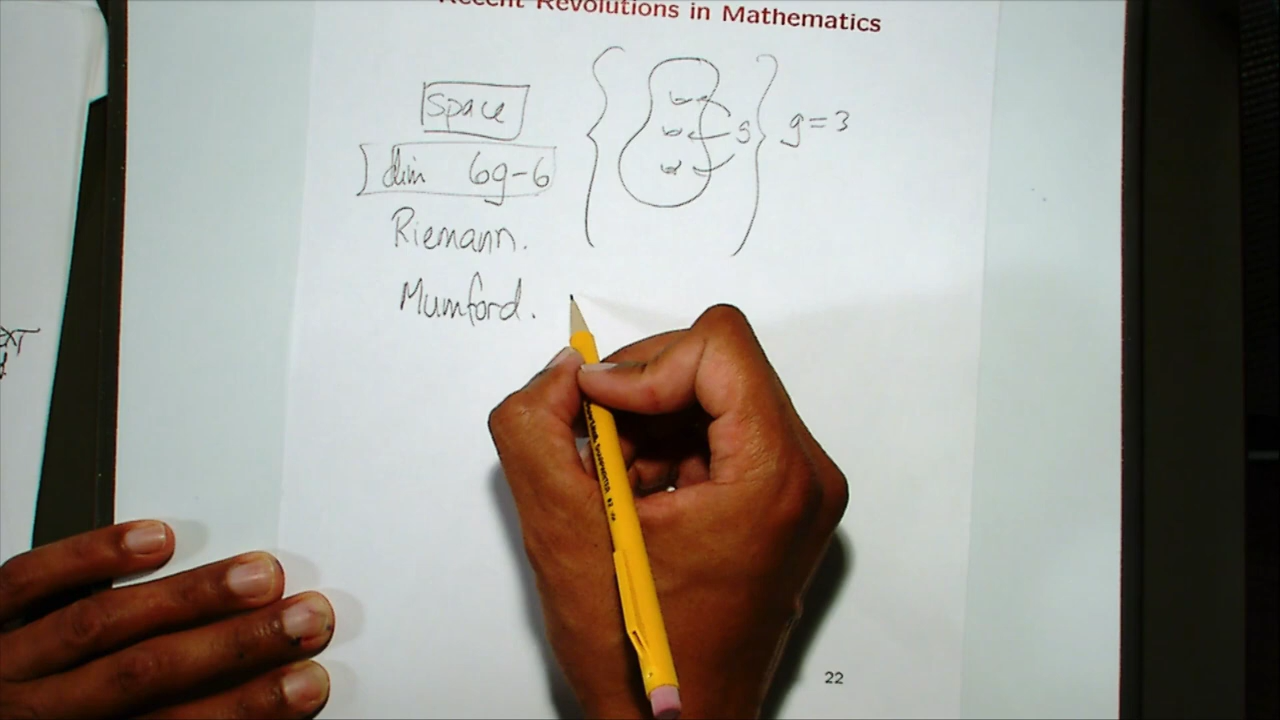 Recent Revolutions in Mathematics
space
dim 6g-6
g=3
Riemann.
Mumford.
22